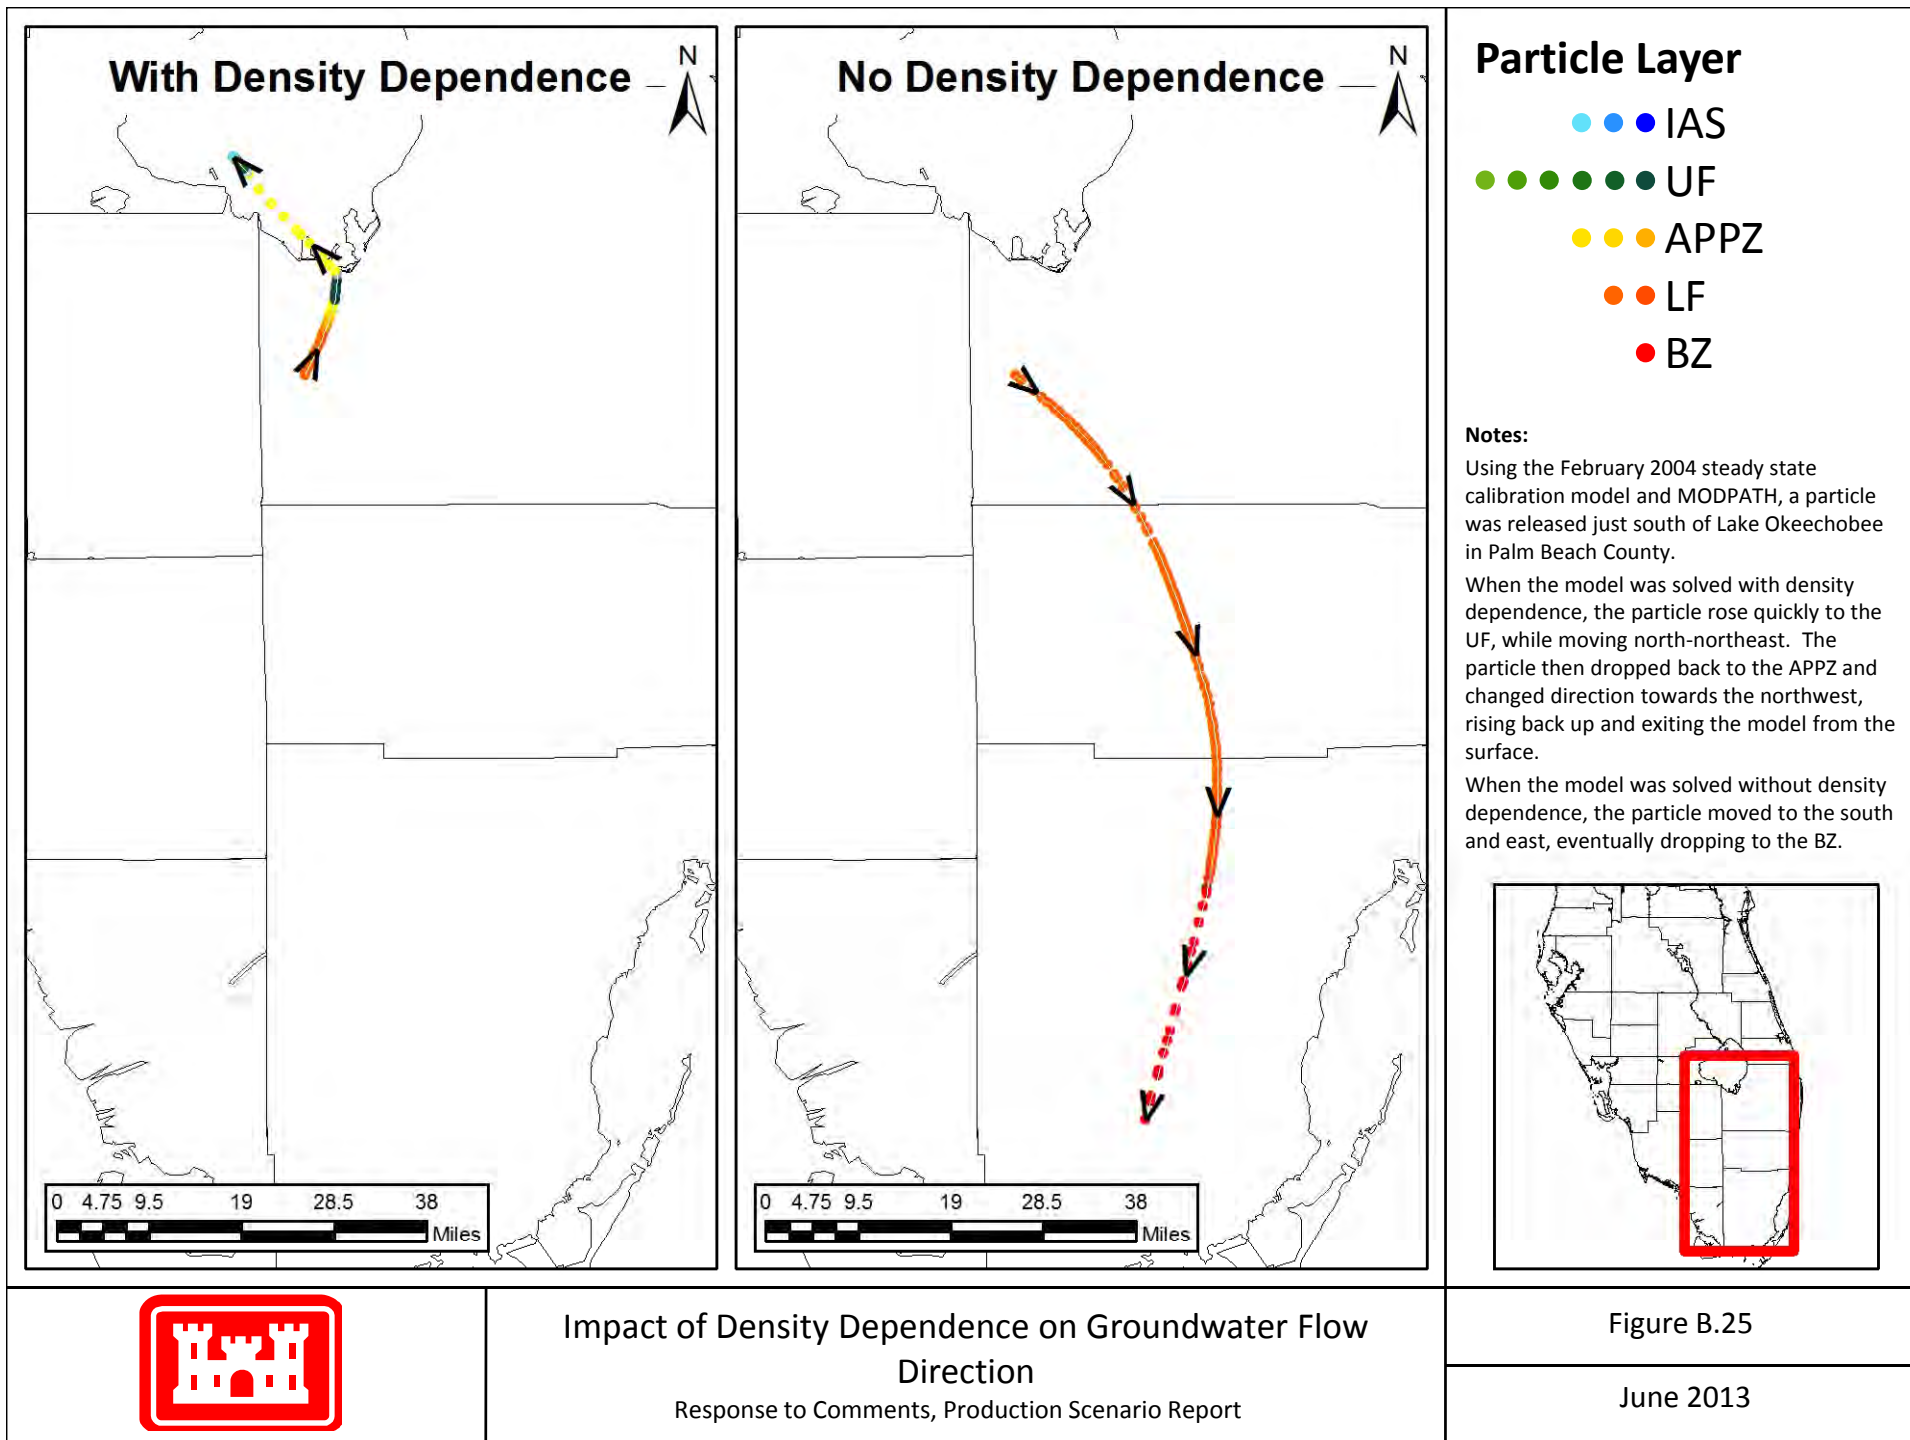 With Density Dependence
N
0 4.75 9.5 19 28.5 38
Miles
No Density Dependence
N
0 4.75 9.5 19 28.5 38
Miles
Particle Layer
IAS
UF
APPZ
LF
BZ
Notes:
Using the February 2004 steady state
calibration model and MODPATH, a particle
was released just south of Lake Okeechobee
in Palm Beach County.
When the model was solved with density
dependence, the particle rose quickly to the
UF, while moving north-northeast. The
particle then dropped back to the APPZ and
changed direction towards the northwest,
rising back up and exiting the model from the
surface.
When the model was solved without density
dependence, the particle moved to the south
and east, eventually dropping to the BZ.
Impact of Density Dependence on Groundwater Flow
Direction
Response to Comments, Production Scenario Report
Figure B.25
June 2013